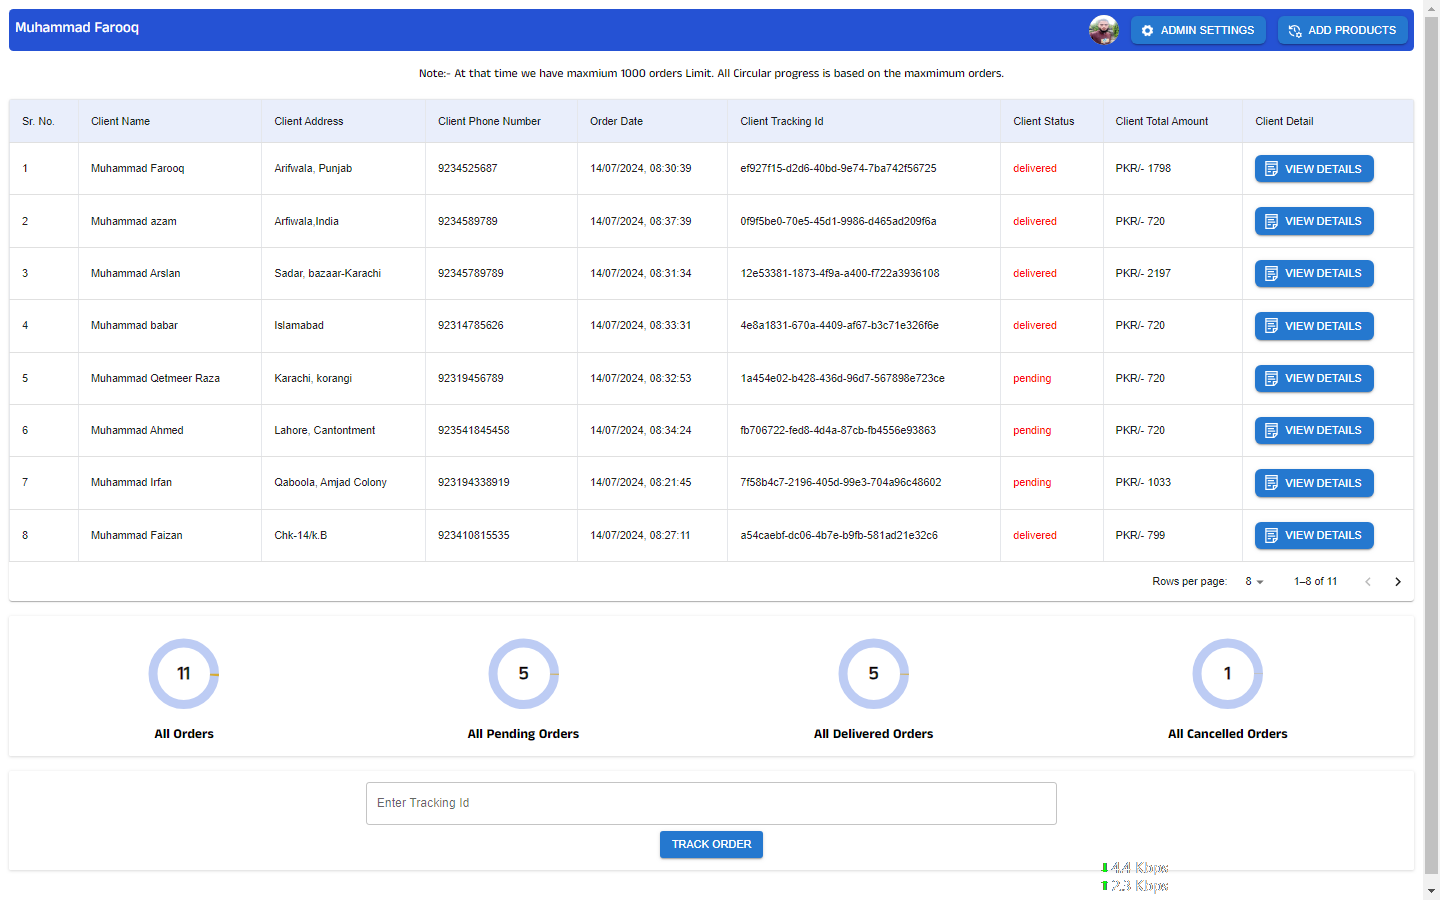 Muhammad Farooq ADMIN SETTINGS ADD PRODUCTS
Note:- At that time we have maxmium 1000 orders Limit. All Circular progress is based on the maxmimum orders.
Sr. No. Client Name Client Address Client Phone Number Order Date Client Tracking Id Client Status Client Total Amount Client Detail
1 Muhammad Farooq Arifwala, Punjab 9234525687 14/07/2024, 08:30:39 ef927f15-d2d6-40bd-9e74-7ba742f56725 delivered PKR/- 1798 VIEW DETAILS
2 Muhammad azam Arfiwala,India 9234589789 14/07/2024, 08:37:39 0f9f5be0-70e5-45d1-9986-d465ad209f6a delivered PKR/- 720 VIEW DETAILS
3 Muhammad Arslan Sadar, bazaar-Karachi 92345789789 14/07/2024, 08:31:34 12e53381-1873-4f9a-a400-f722a3936108 delivered PKR/- 2197 VIEW DETAILS
4 Muhammad babar Islamabad 92314785626 14/07/2024, 08:33:31 4e8a1831-670a-4409-af67-b3c71e326f6e delivered PKR/- 720 VIEW DETAILS
5 Muhammad Qetmeer Raza Karachi, korangi 92319456789 14/07/2024, 08:32:53 1a454e02-b428-436d-96d7-567898e723ce pending PKR/- 720 VIEW DETAILS
6 Muhammad Ahmed Lahore, Cantontment 923541845458 14/07/2024, 08:34:24 fb706722-fed8-4d4a-87cb-fb4556e93863 pending PKR/- 720 VIEW DETAILS
7 Muhammad Irfan Qaboola, Amjad Colony 923194338919 14/07/2024, 08:21:45 7f58b4c7-2196-405d-99e3-704a96c48602 pending PKR/- 1033 VIEW DETAILS
8 Muhammad Faizan Chk-14/k.B 923410815535 14/07/2024, 08:27:11 a54caebf-dc06-4b7e-b9fb-581ad21e32c6 delivered PKR/- 799 VIEW DETAILS
Rows per page: 8 1–8 of 11
11 5 5 1
All Orders All Pending Orders All Delivered Orders All Cancelled Orders
Enter Tracking Id
TRACK ORDER
4.4 Kbps
2.3 Kbps